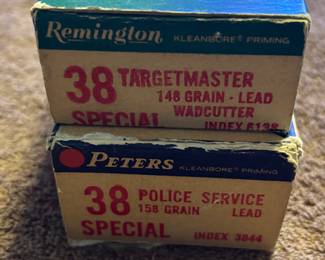 Remington KLEANBORE PRIMING
38 TARGETMASTER
148 GRAIN - LEAD
WADCUTTER
SPECIAL INDEX 6138
PETERS KLEANBORE PRIMING
38 POLICE SERVICE
158 GRAIN LEAD
SPECIAL INDEX 3844